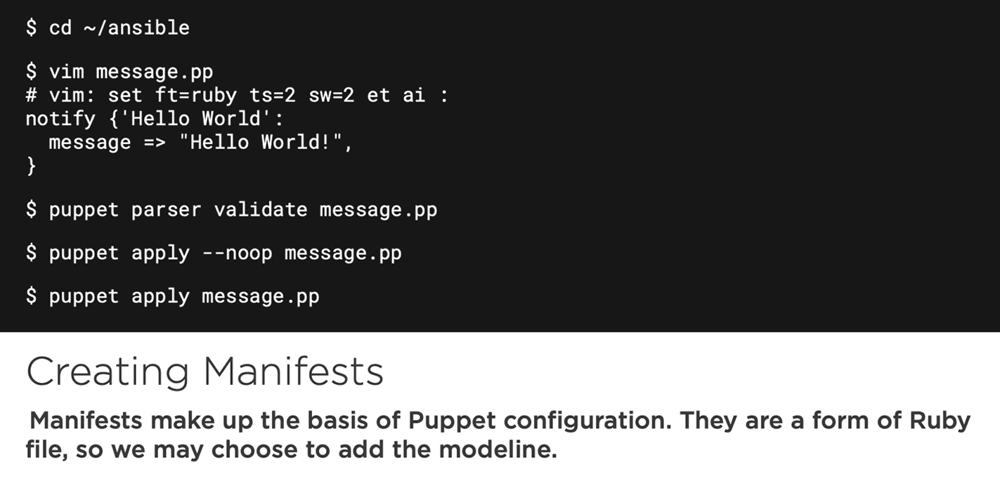 $ cd ~/ansible
$ vim message.pp
# vim: set ft=ruby ts=2 sw=2 et ai :
notify {'Hello World':
  message => "Hello World!",
}
$ puppet parser validate message.pp
$ puppet apply --noop message.pp
$ puppet apply message.pp
Creating Manifests
Manifests make up the basis of Puppet configuration. They are a form of Ruby
file, so we may choose to add the modeline.